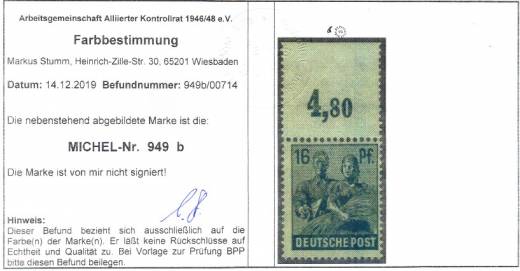 Arbeitsgemeinschaft Alliierter Kontrollrat 1946/48 e.V.
Farbbestimmung
Markus Stumm, Heinrich-Zille-Str. 30, 65201 Wiesbaden
Datum: 14.12.2019 Befundnummer: 949b/00714
Die nebenstehend abgebildete Marke ist die:
MICHEL-Nr. 949 b
Die Marke ist von mir nicht signiert!
Hinweis:
Dieser Befund bezieht sich ausschließlich auf die
Farbe(n) der Marke(n). Er läßt keine Rückschlüsse auf
Echtheit und Qualität zu. Bei Vorlage zur Prüfung BPP
bitte diesen Befund beilegen.
4,80
16 Pf.
DEUTSCHE POST